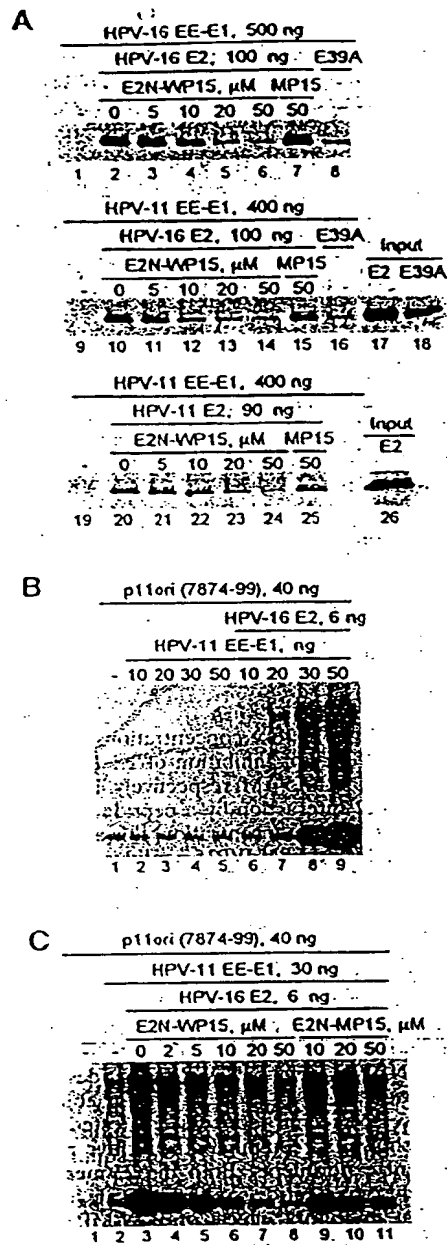 A
HPV-16 EE-E1, 500 ng
HPV-16 E2; 100 ng E39A
E2N-WP15, μM MP15
- 0 5 10 20 50 50
1 2 3 4 5 6 7 8
HPV-11 EE-E1, 400 ng
HPV-16 E2, 100 ng E39A Input
E2N-WP15, μM MP15 E2 E39A
0 5 10 20 50 50
9 10 11 12 13 14 15 16 17 18
HPV-11 EE-E1, 400 ng
HPV-11 E2; 90 ng Input
E2N-WP15, μM MP15 E2
0 5 10 20 50 50
19 20 21 22 23 24 25 26
B
p11ori (7874-99), 40 ng
HPV-16 E2, 6 ng
HPV-11 EE-E1, ng
- 10 20 30 50 10 20 30 50
1 2 3 4 5 6 7 8 9
C
p11ori (7874-99), 40 ng
HPV-11 EE-E1, 30 ng
HPV-16 E2, 6 ng
E2N-WP15, μM E2N-MP15, μM
- 0 2 5 10 20 50 10 20 50
1 2 3 4 5 6 7 8 9 10 11